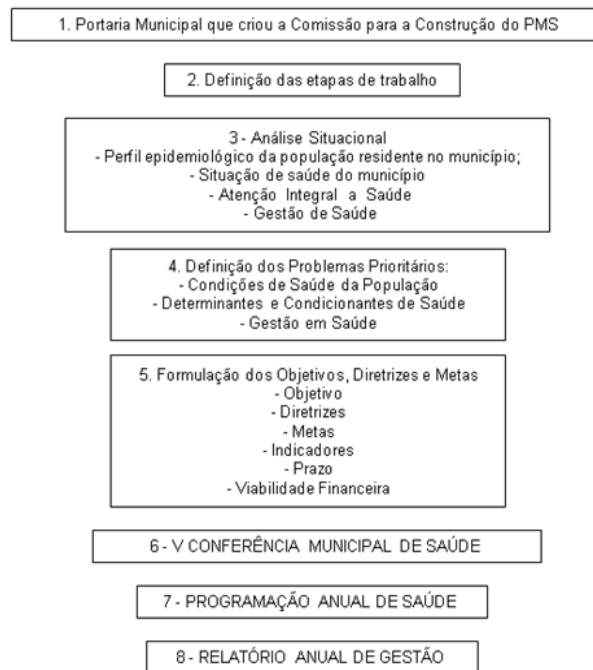 1. Portaria Municipal que criou a Comissão para a Construção do PMS
2. Definição das etapas de trabalho
3 - Análise Situacional
- Perfil epidemiológico da população residente no município;
- Situação de saúde do município
- Atenção Integral a Saúde
- Gestão de Saúde
4. Definição dos Problemas Prioritários:
- Condições de Saúde da População
- Determinantes e Condicionantes de Saúde
- Gestão em Saúde
5. Formulação dos Objetivos, Diretrizes e Metas
- Objetivo
- Diretrizes
- Metas
- Indicadores
- Prazo
- Viabilidade Financeira
6 - V CONFERÊNCIA MUNICIPAL DE SAÚDE
7 - PROGRAMAÇÃO ANUAL DE SAÚDE
8 - RELATÓRIO ANUAL DE GESTÃO